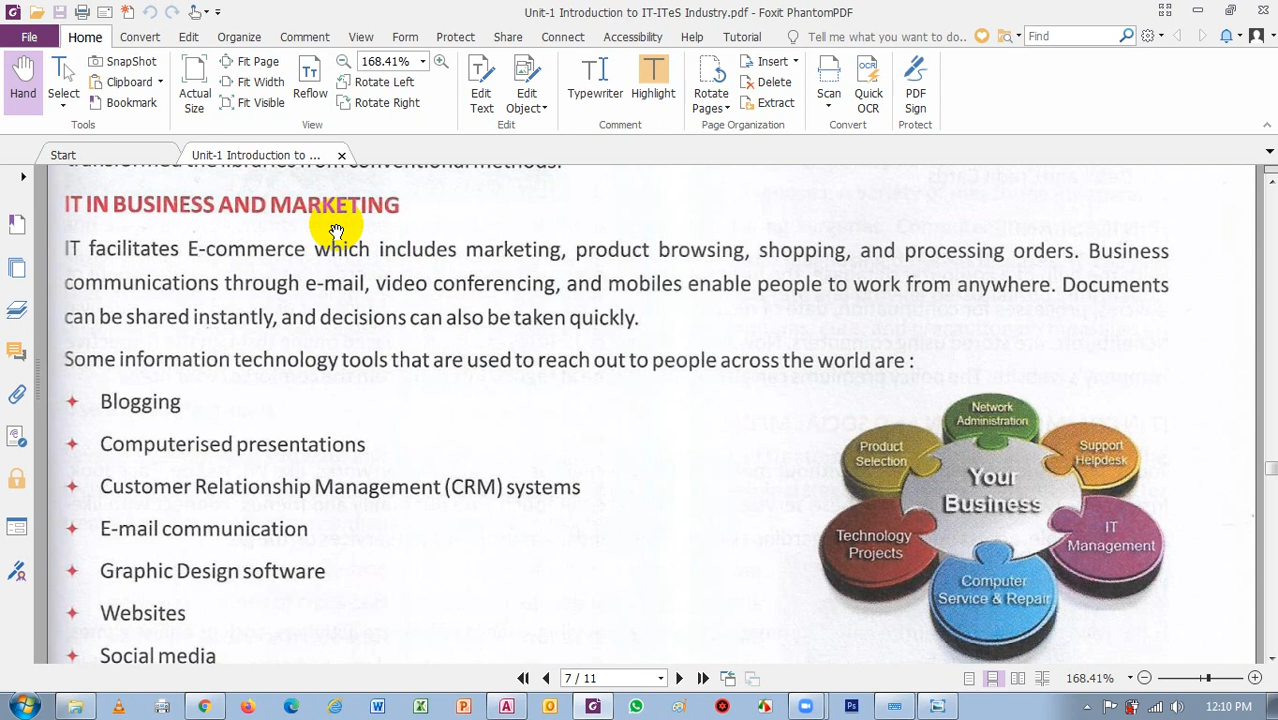 Unit-1 Introduction to IT-ITeS Industry.pdf - Foxit PhantomPDF
File Home Convert Edit Organize Comment View Form Protect Share Connect Accessibility Help Tutorial Tell me what you want to do.. Find
Hand
Select
SnapShot
Clipboard
Bookmark
Tools
Actual Size
Fit Page
Fit Width
Fit Visible
Reflow
168.41%
Rotate Left
Rotate Right
View
Edit Text
Edit Object
Edit
Typewriter
Highlight
Comment
Rotate Pages
Insert
Delete
Extract
Page Organization
Scan
Quick OCR
Convert
PDF Sign
Protect
Start
Unit-1 Introduction to ...
transformed the libraries from conventional methods.
IT IN BUSINESS AND MARKETING
IT facilitates E-commerce which includes marketing, product browsing, shopping, and processing orders. Business
communications through e-mail, video conferencing, and mobiles enable people to work from anywhere. Documents
can be shared instantly, and decisions can also be taken quickly.
Some information technology tools that are used to reach out to people across the world are :
Blogging
Computerised presentations
Customer Relationship Management (CRM) systems
E-mail communication
Graphic Design software
Websites
Social media
Network
Administration
Product
Selection
Support
Helpdesk
Your
Business
Technology
Projects
IT
Management
Computer
Service & Repair
7 / 11
168.41%
12:10 PM